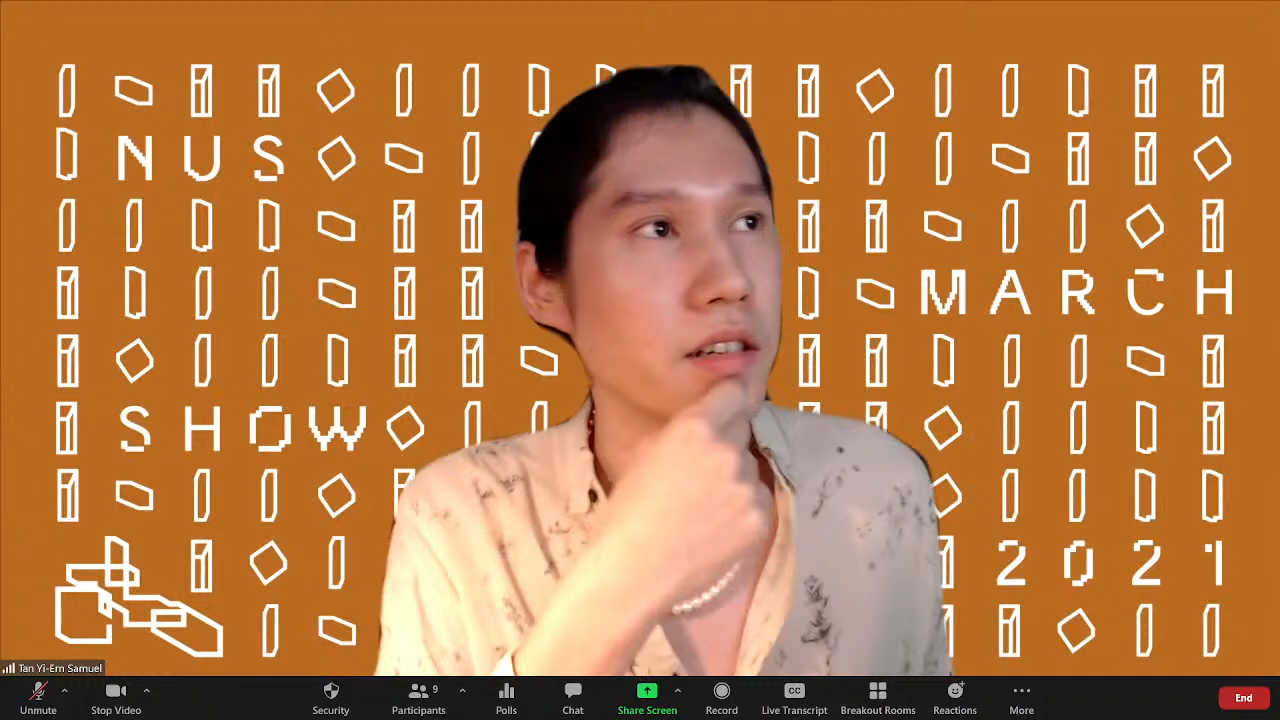 NUS
MARCH
SHOW
2021
Tan Yi-Ern Samuel
Unmute
Stop Video
Security
9
Participants
Polls
Chat
Share Screen
Record
CC
Live Transcript
Breakout Rooms
Reactions
More
End